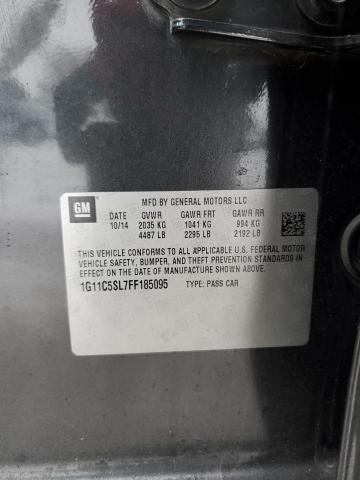 GM
MFD BY GENERAL MOTORS LLC
DATE GVWR GAWR FRT GAWR RR
10/14 2035 KG 1041 KG 994 KG
4487 LB 2295 LB 2192 LB
THIS VEHICLE CONFORMS TO ALL APPLICABLE U.S. FEDERAL MOTOR
VEHICLE SAFETY, BUMPER, AND THEFT PREVENTION STANDARDS IN
EFFECT ON THE DATE OF MANUFACTURE SHOWN ABOVE.
1G11C5SL7FF185095 TYPE: PASS CAR